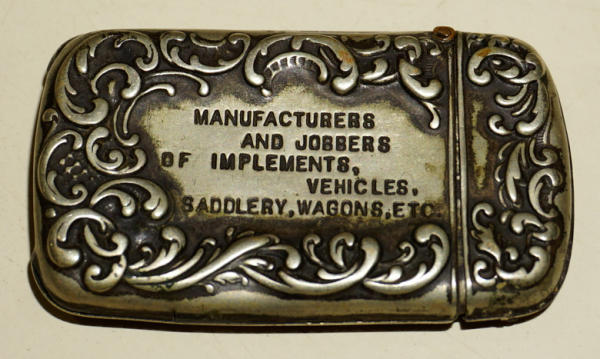 MANUFACTURERS
AND JOBBERS
OF IMPLEMENTS,
VEHICLES,
SADDLERY, WAGONS, ETC.